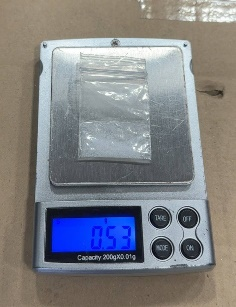 0.53
TARE OFF
MODE ON
Capacity 200gX0.01g